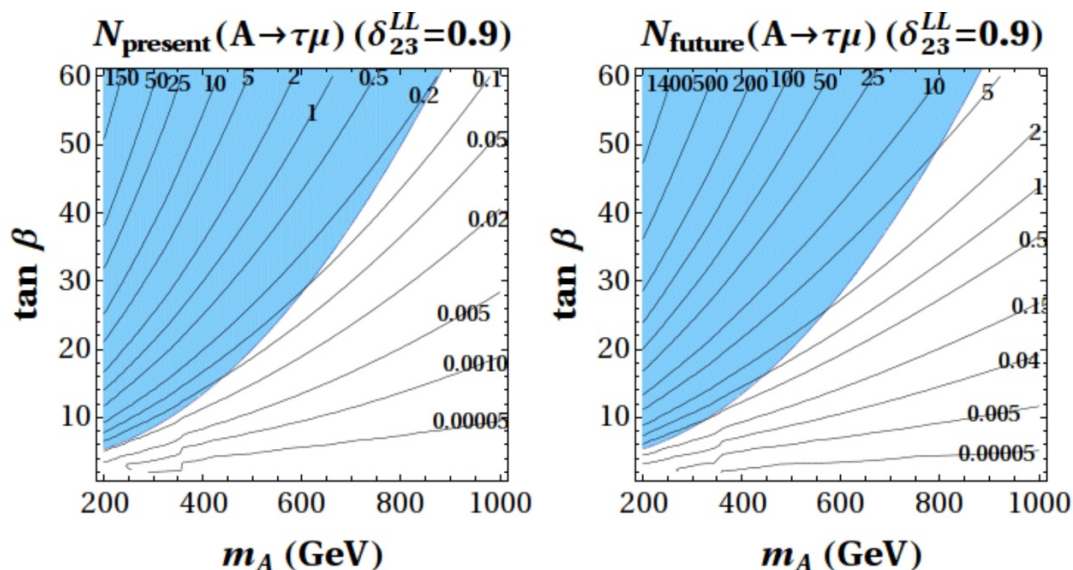 N_present(A→τμ) (δ^{LL}_{23}=0.9)
60
150 50 25 10 5 2 0.5 0.1
0.2
1
50
0.05
40
0.02
30
0.005
20
0.0010
10
0.00005
tan β
200 400 600 800 1000
m_A (GeV)
N_future(A→τμ) (δ^{LL}_{23}=0.9)
60
1400 500 200 100 50 25 10 5
50
2
40
1
0.5
30
0.15
20
0.04
10
0.005
0.00005
tan β
200 400 600 800 1000
m_A (GeV)